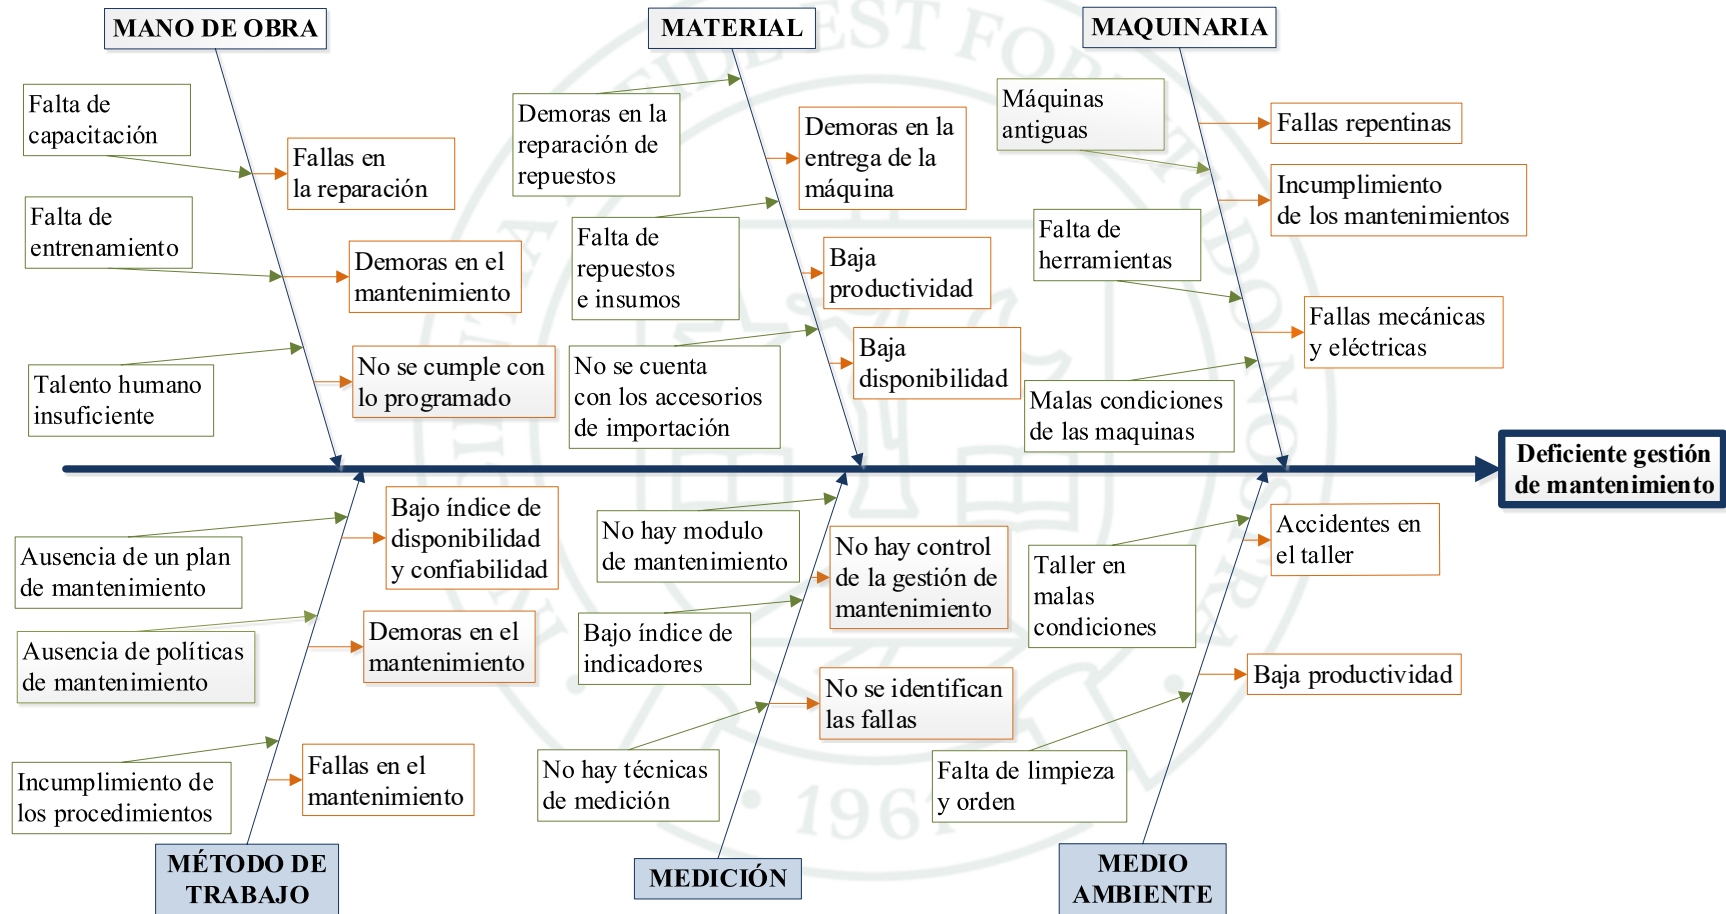 MANO DE OBRA
MATERIAL
MAQUINARIA
Falta de
capacitación
Fallas en
la reparación
Falta de
entrenamiento
Demoras en el
mantenimiento
Talento humano
insuficiente
No se cumple con
lo programado
Demoras en la
reparación de
repuestos
Demoras en la
entrega de la
máquina
Falta de
repuestos
e insumos
Baja
productividad
No se cuenta
con los accesorios
de importación
Baja
disponibilidad
Máquinas
antiguas
Fallas repentinas
Incumplimiento
de los mantenimientos
Falta de
herramientas
Fallas mecánicas
y eléctricas
Malas condiciones
de las maquinas
Deficiente gestión
de mantenimiento
Ausencia de un plan
de mantenimiento
Bajo índice de
disponibilidad
y confiabilidad
Ausencia de políticas
de mantenimiento
Demoras en el
mantenimiento
Incumplimiento de
los procedimientos
Fallas en el
mantenimiento
No hay modulo
de mantenimiento
No hay control
de la gestión de
mantenimiento
Bajo índice de
indicadores
No se identifican
las fallas
No hay técnicas
de medición
Taller en
malas
condiciones
Accidentes en
el taller
Baja productividad
Falta de limpieza
y orden
MÉTODO DE
TRABAJO
MEDICIÓN
MEDIO
AMBIENTE
EST FORTITUDO NOSTRA